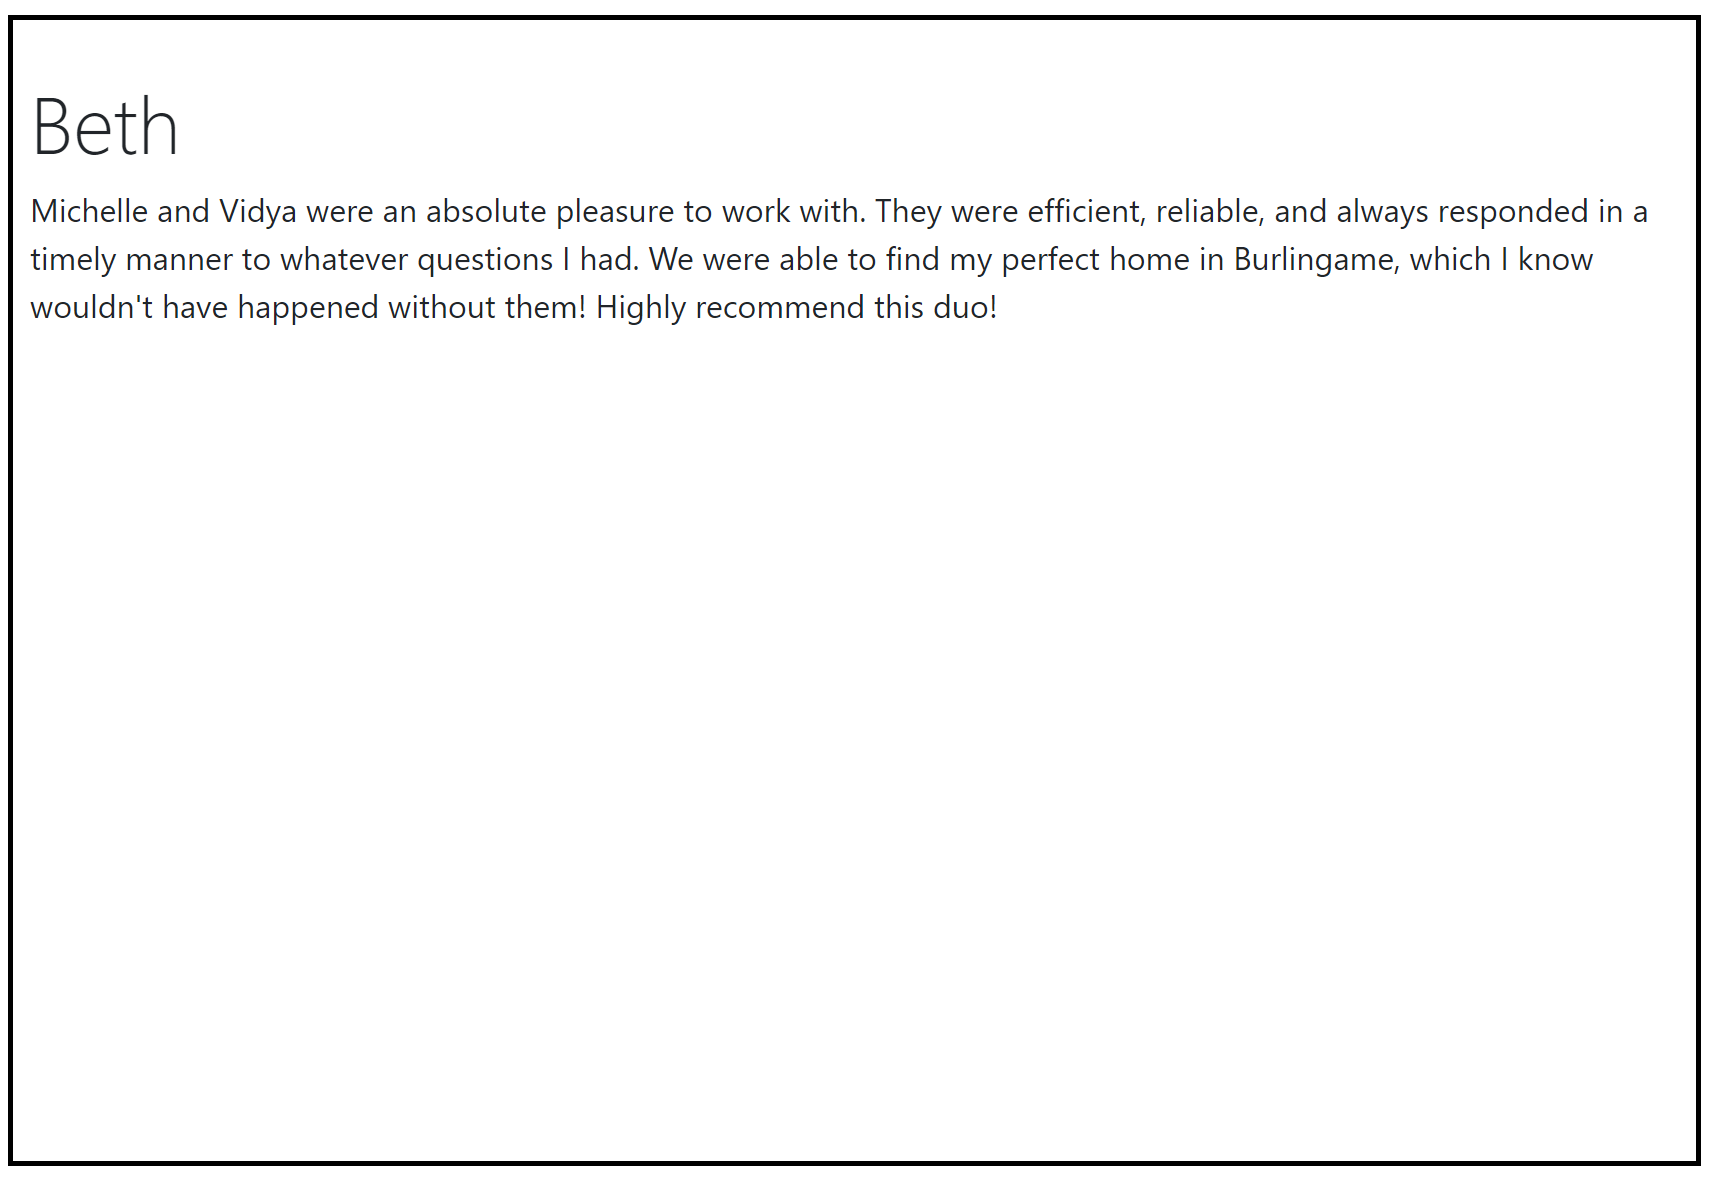 Beth
Michelle and Vidya were an absolute pleasure to work with. They were efficient, reliable, and always responded in a
timely manner to whatever questions I had. We were able to find my perfect home in Burlingame, which I know
wouldn't have happened without them! Highly recommend this duo!